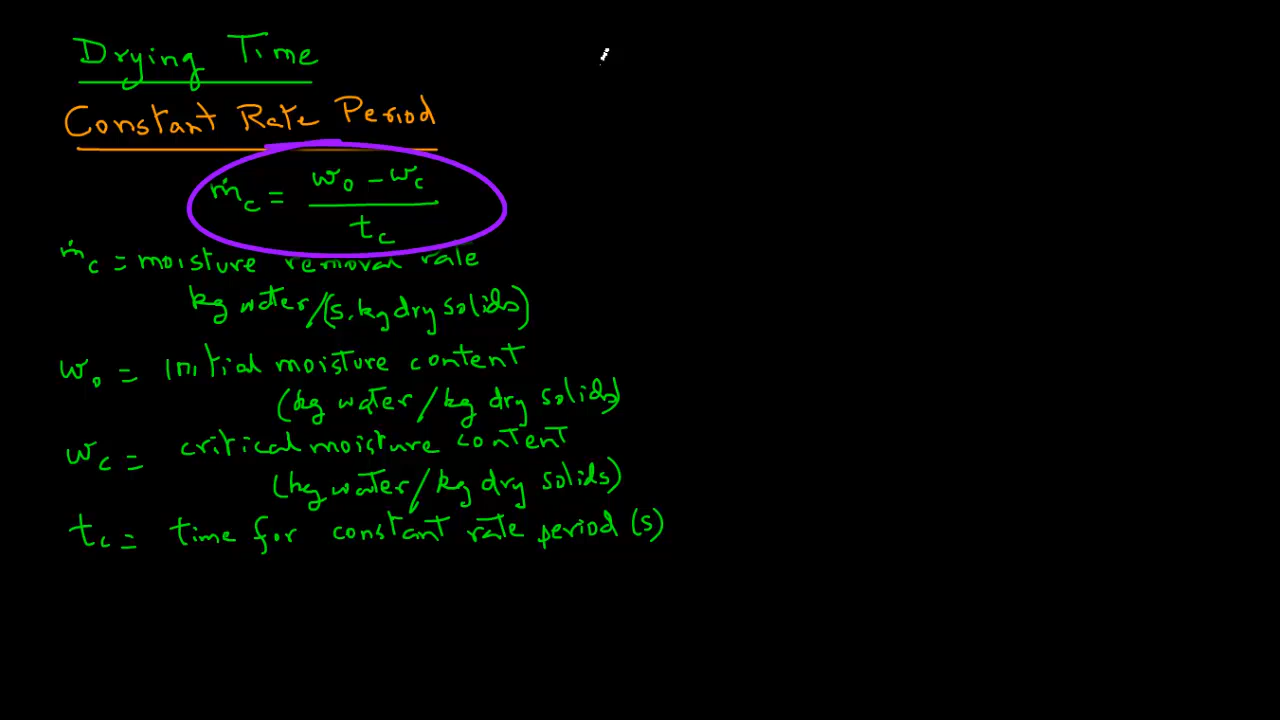 Drying Time
Constant Rate Period
ṁc = (w0 - wc) / tc
ṁc = moisture removal rate
kg water/(s. kg dry solids)
w0 = initial moisture content
(kg water/kg dry solids)
wc = critical moisture content
(kg water/kg dry solids)
tc = time for constant rate period (s)